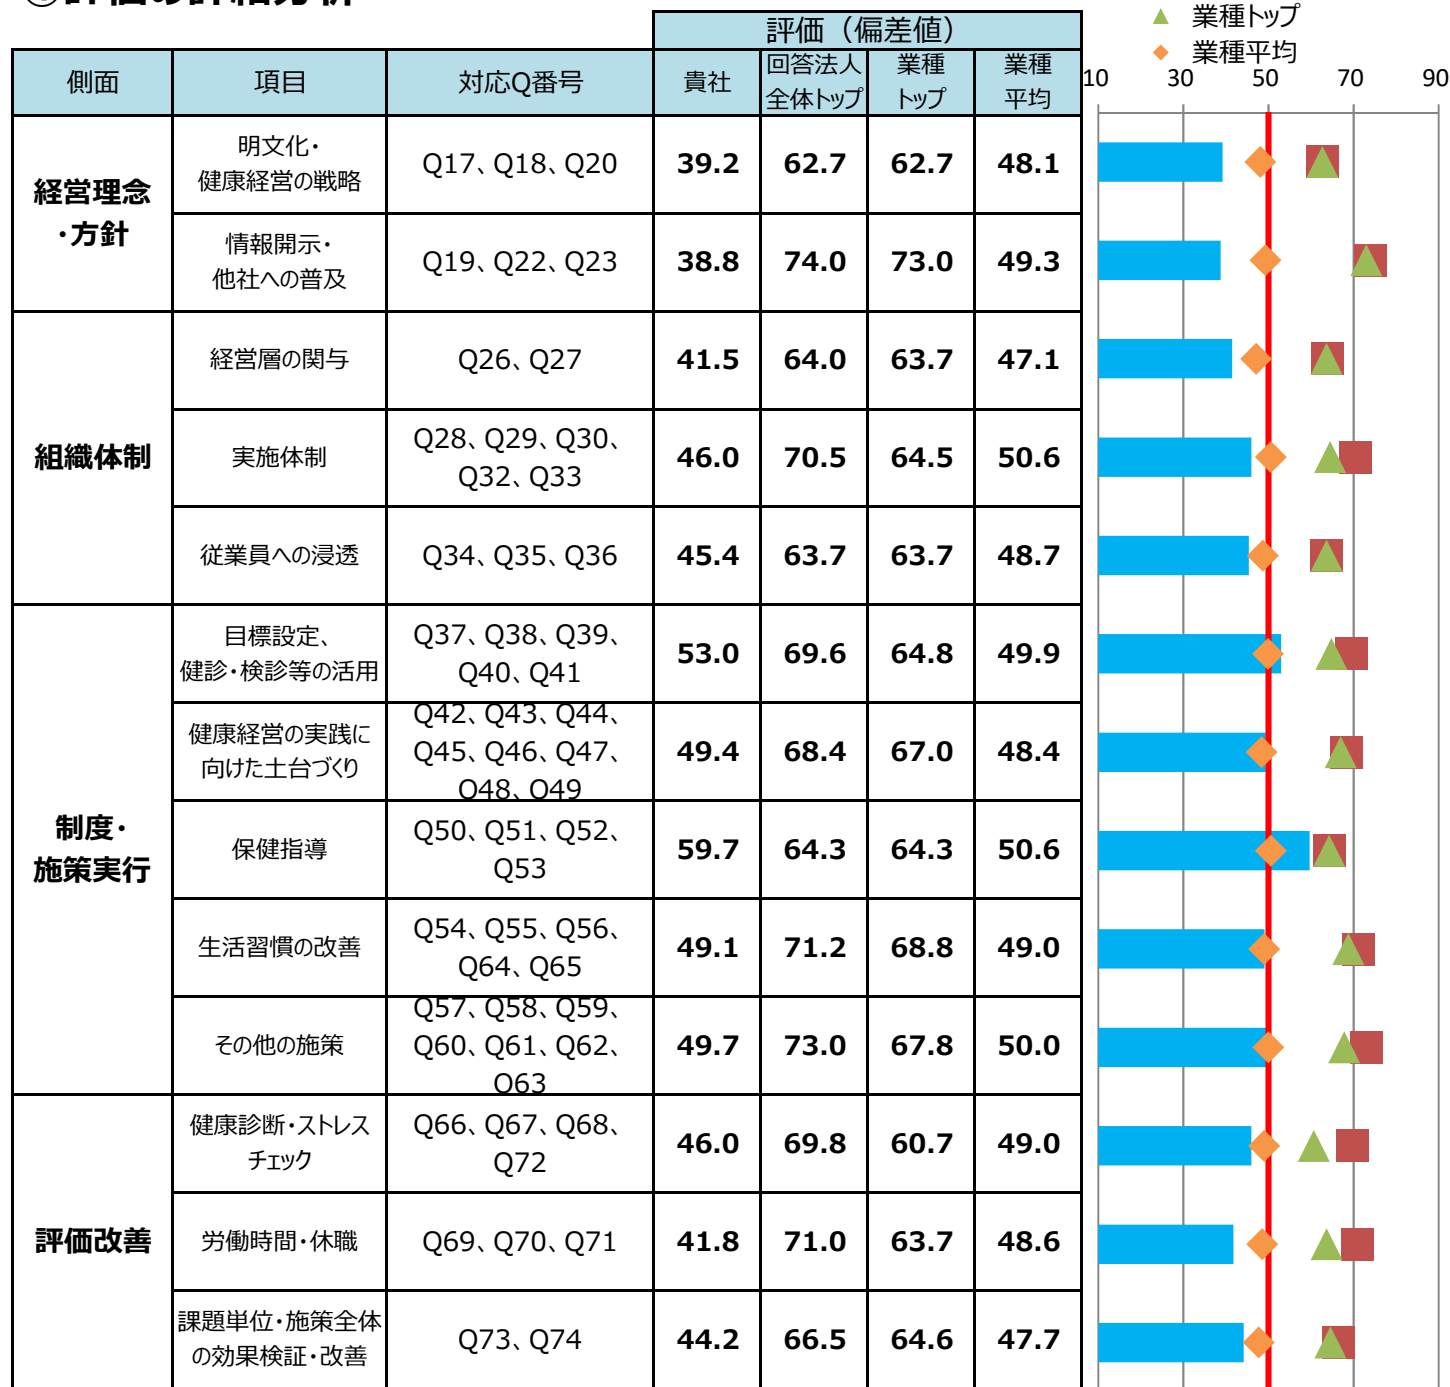 評価（偏差値）
業種トップ
業種平均
側面 項目 対応Q番号 貴社 回答法人 業種 業種
全体トップ トップ 平均
10 30 50 70 90
経営理念
・方針
明文化・
健康経営の戦略
Q17、Q18、Q20 39.2 62.7 62.7 48.1
情報開示・
他社への普及
Q19、Q22、Q23 38.8 74.0 73.0 49.3
組織体制
経営層の関与 Q26、Q27 41.5 64.0 63.7 47.1
実施体制
Q28、Q29、Q30、
Q32、Q33
46.0 70.5 64.5 50.6
従業員への浸透 Q34、Q35、Q36 45.4 63.7 63.7 48.7
制度・
施策実行
目標設定、
健診・検診等の活用
Q37、Q38、Q39、
Q40、Q41
53.0 69.6 64.8 49.9
健康経営の実践に
向けた土台づくり
Q42、Q43、Q44、
Q45、Q46、Q47、
Q48、Q49
49.4 68.4 67.0 48.4
保健指導
Q50、Q51、Q52、
Q53
59.7 64.3 64.3 50.6
生活習慣の改善
Q54、Q55、Q56、
Q64、Q65
49.1 71.2 68.8 49.0
その他の施策
Q57、Q58、Q59、
Q60、Q61、Q62、
Q63
49.7 73.0 67.8 50.0
評価改善
健康診断・ストレス
チェック
Q66、Q67、Q68、
Q72
46.0 69.8 60.7 49.0
労働時間・休職 Q69、Q70、Q71 41.8 71.0 63.7 48.6
課題単位・施策全体
の効果検証・改善
Q73、Q74 44.2 66.5 64.6 47.7